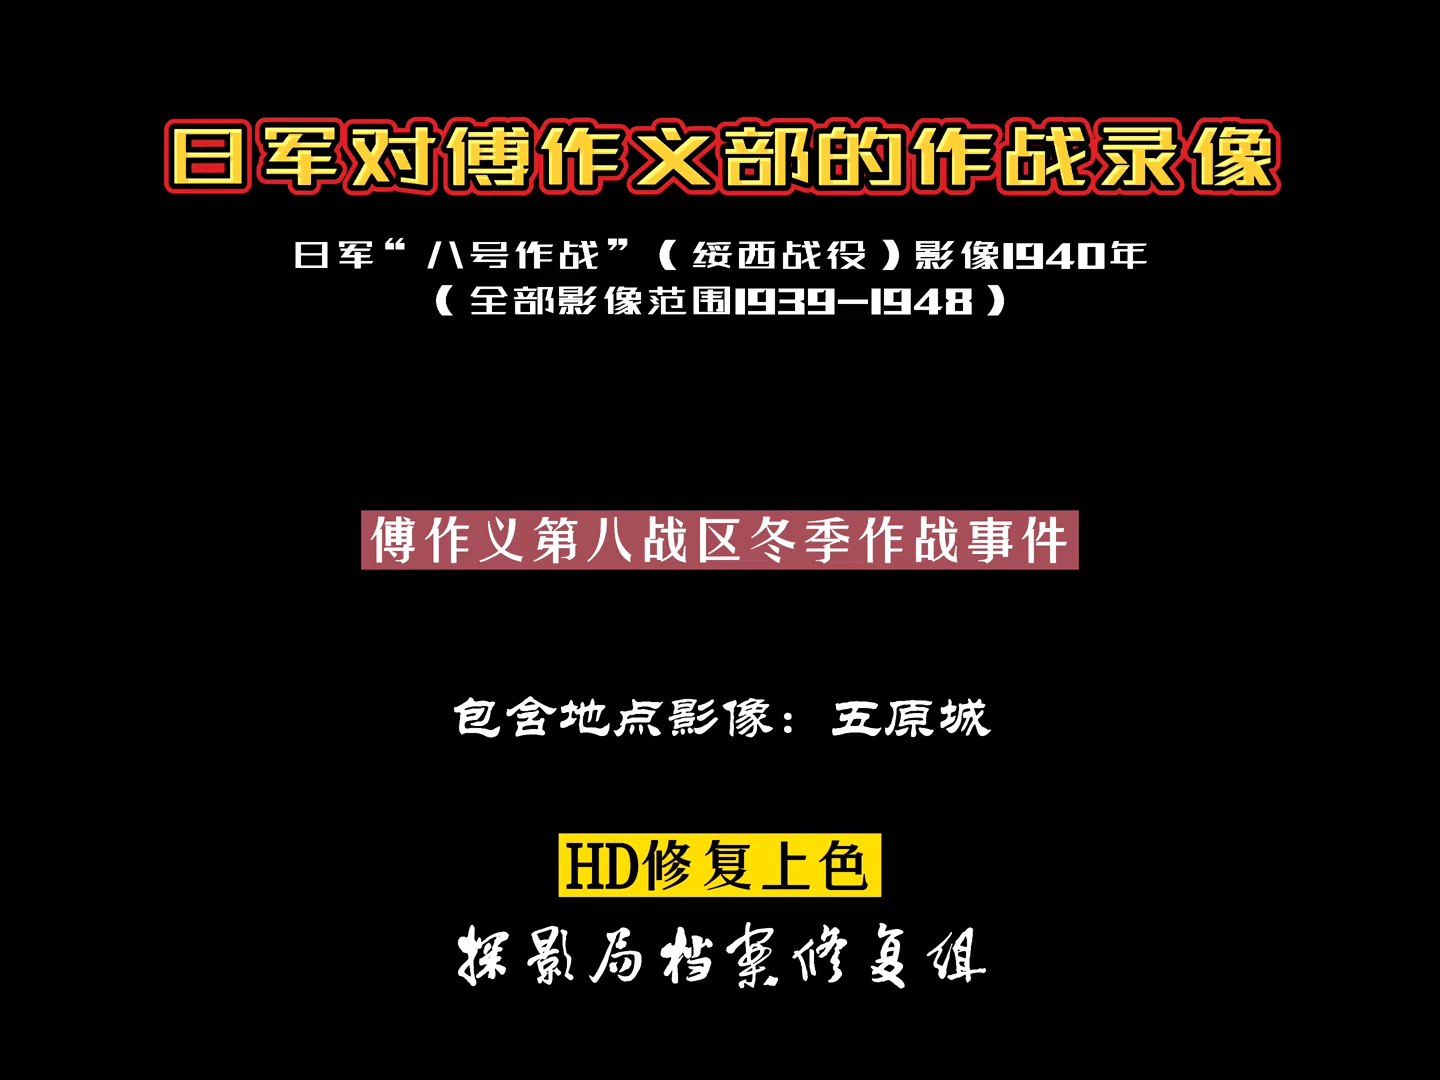 日军对傅作义部的作战录像
日军“八号作战”（绥西战役）影像1940年
（全部影像范围1939—1948）
傅作义第八战区冬季作战事件
包含地点影像：五原城
HD修复上色
探影局档案修复组